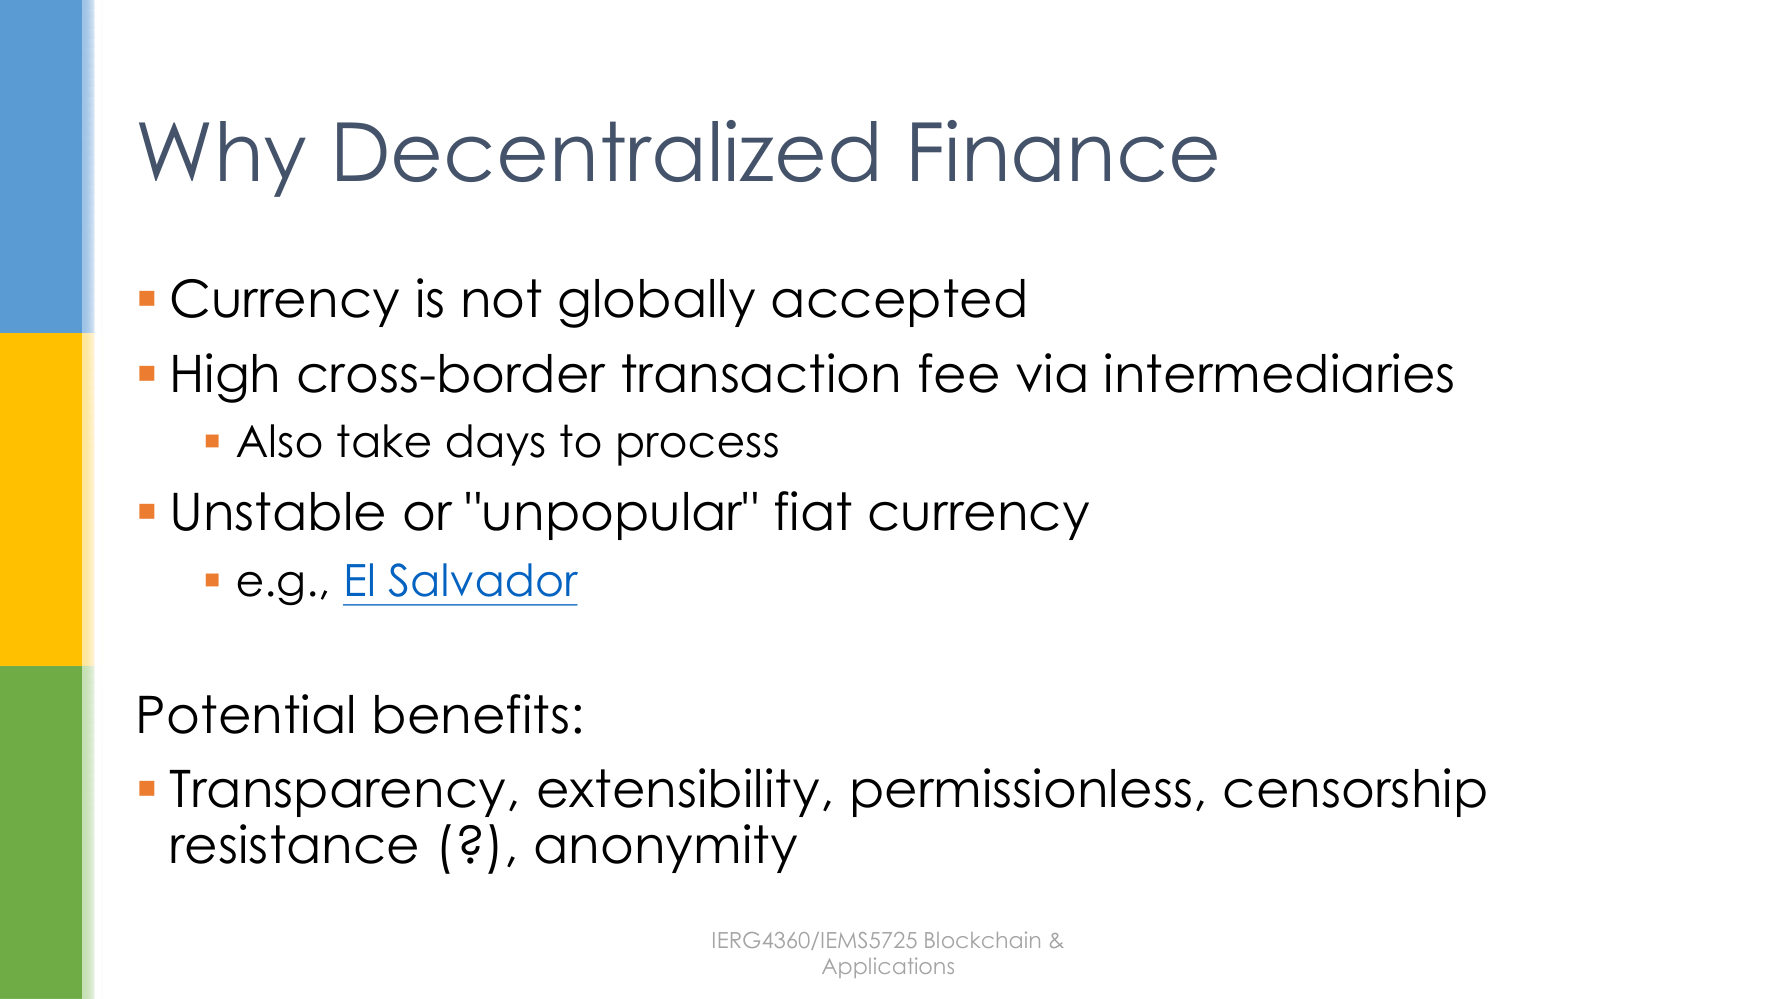 Why Decentralized Finance
▪ Currency is not globally accepted
▪ High cross-border transaction fee via intermediaries
▪ Also take days to process
▪ Unstable or "unpopular" fiat currency
▪ e.g., El Salvador
Potential benefits:
▪ Transparency, extensibility, permissionless, censorship
resistance (?), anonymity
IERG4360/IEMS5725 Blockchain &
Applications